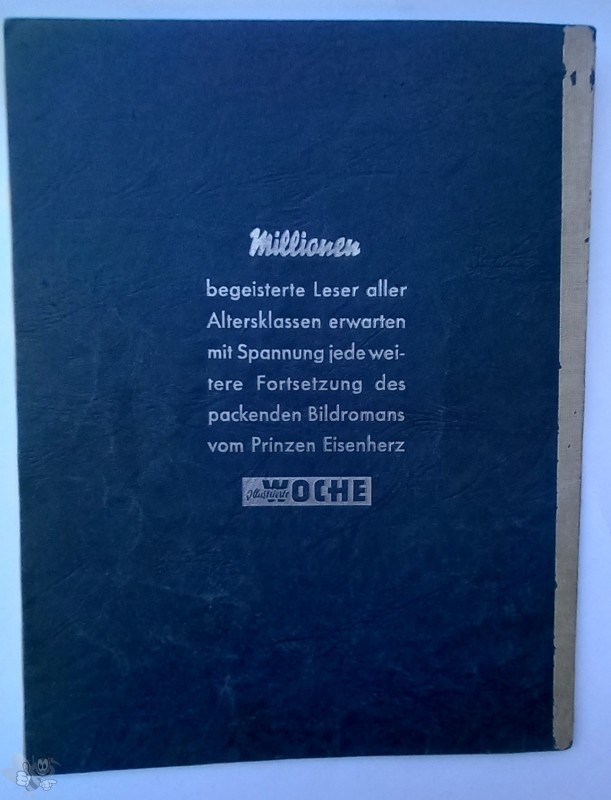 Millionen
begeisterte Leser aller
Altersklassen erwarten
mit Spannung jede wei-
tere Fortsetzung des
packenden Bildromans
vom Prinzen Eisenherz
Illustrierte WOCHE